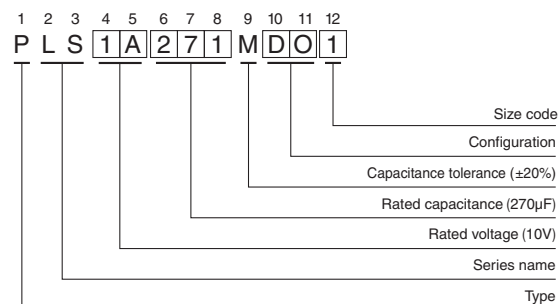 1 2 3 4 5 6 7 8 9 10 11 12
P L S 1 A 2 7 1 M D O 1
Size code
Configuration
Capacitance tolerance (±20%)
Rated capacitance (270µF)
Rated voltage (10V)
Series name
Type